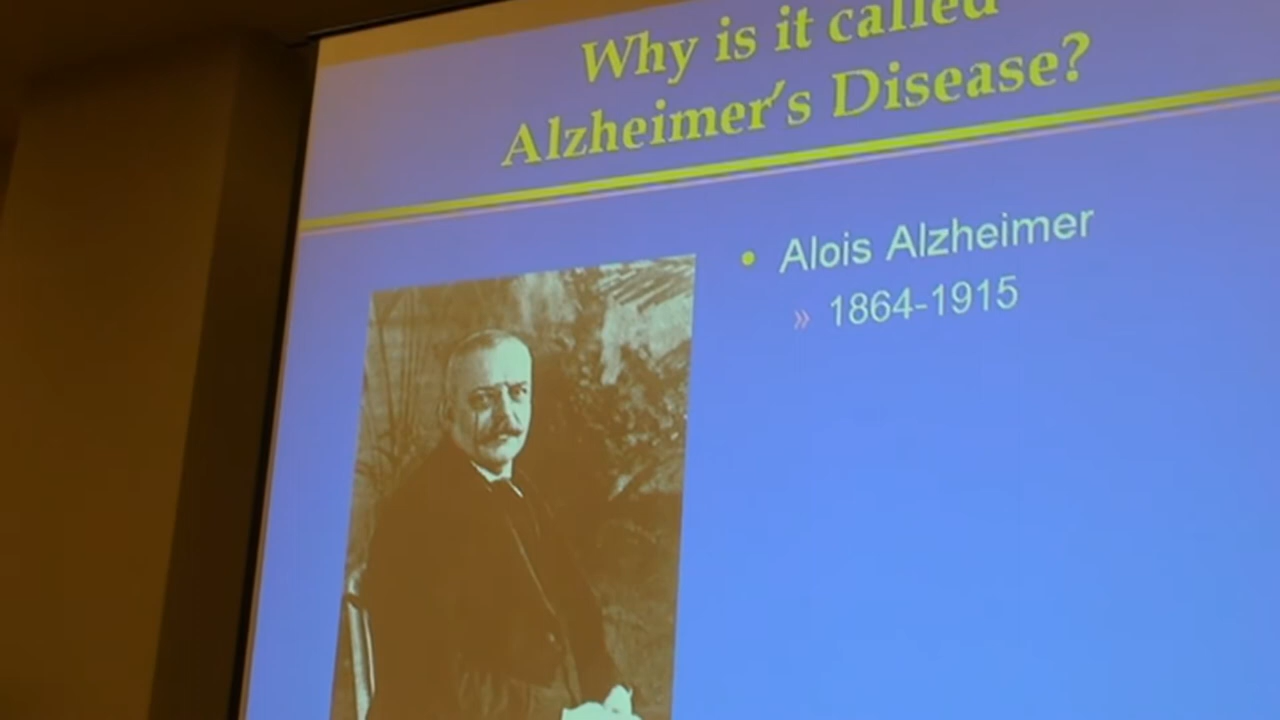 Why is it called
Alzheimer's Disease?
• Alois Alzheimer
» 1864-1915